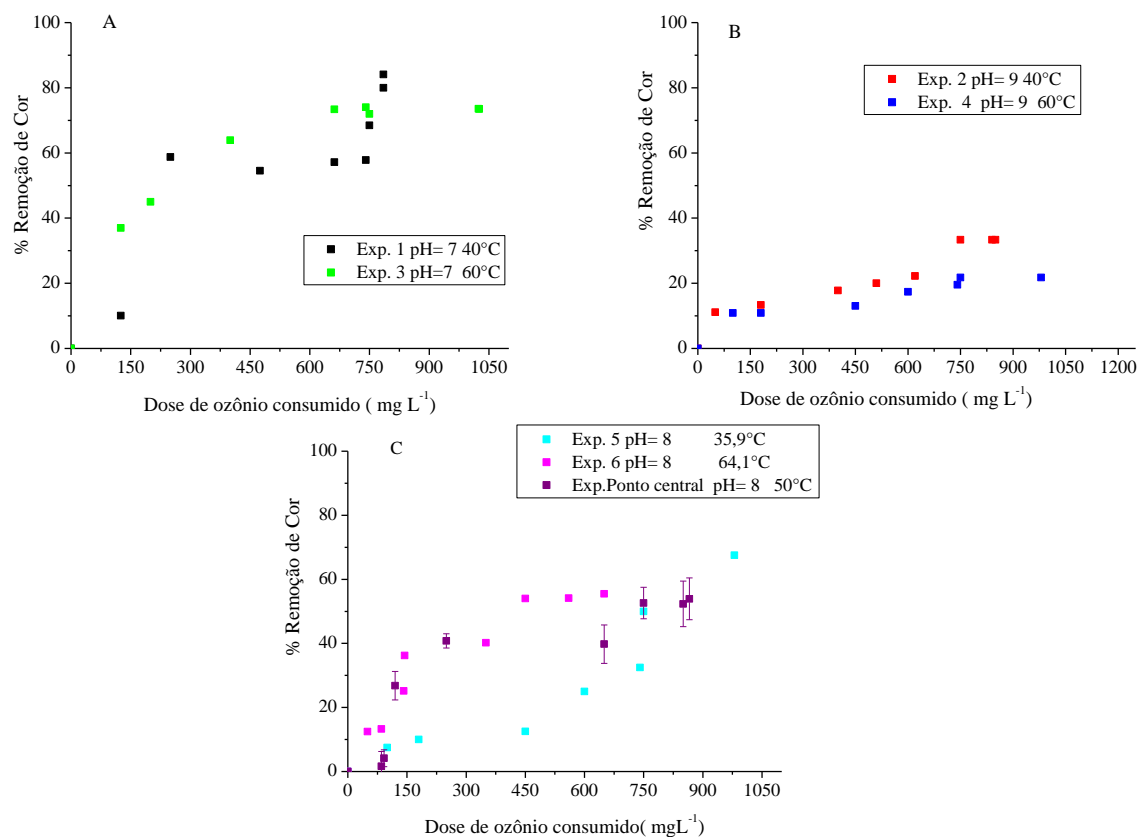 A
% Remoção de Cor
100
80
60
40
20
0
Exp. 1 pH= 7 40°C
Exp. 3 pH=7 60°C
0 150 300 450 600 750 900 1050
Dose de ozônio consumido ( mg L-1)
B
% Remoção de Cor
100
80
60
40
20
0
Exp. 2 pH= 9 40°C
Exp. 4 pH= 9 60°C
0 150 300 450 600 750 900 1050 1200
Dose de ozônio consumido ( mg L-1)
C
% Remoção de Cor
100
80
60
40
20
0
Exp. 5 pH= 8 35,9°C
Exp. 6 pH= 8 64,1°C
Exp.Ponto central pH= 8 50°C
0 150 300 450 600 750 900 1050
Dose de ozônio consumido( mgL-1)